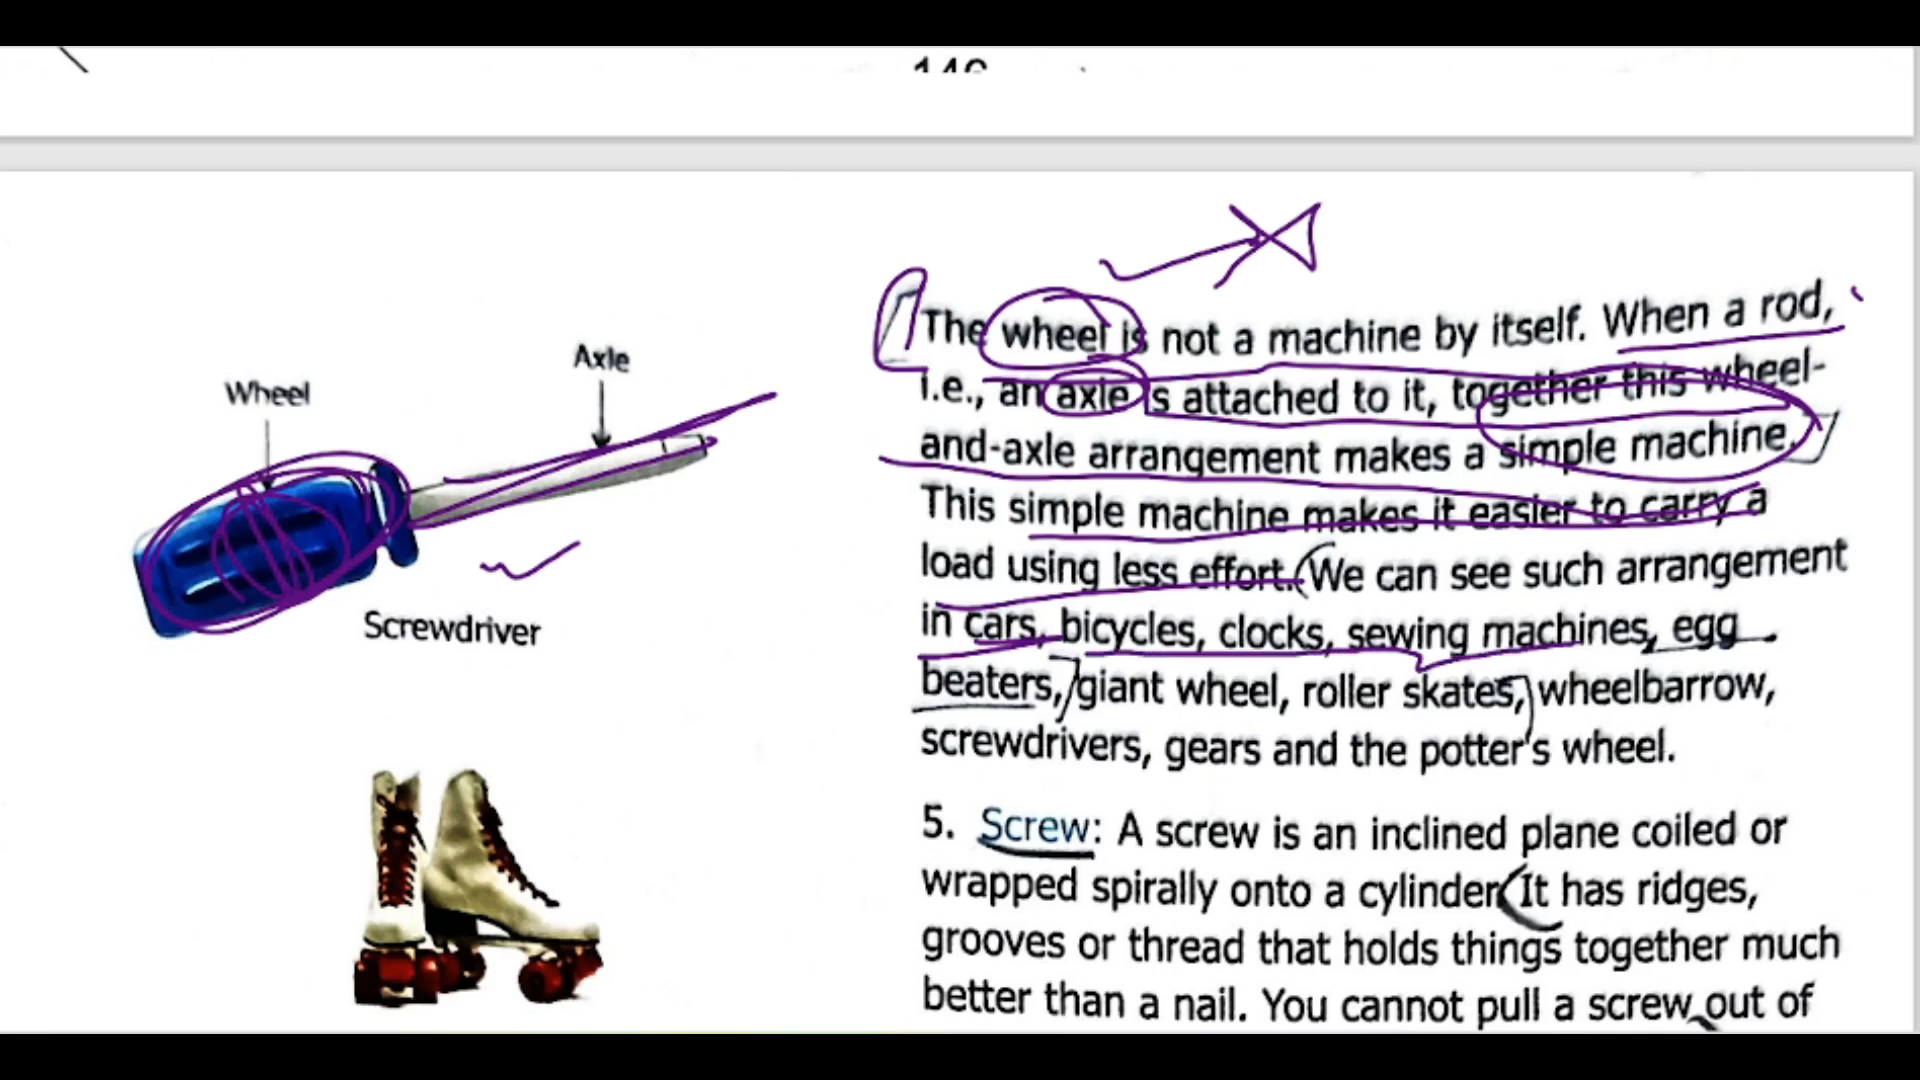 Wheel
Axle
Screwdriver
The wheel is not a machine by itself. When a rod,
i.e., an axle is attached to it, together this wheel-
and-axle arrangement makes a simple machine.
This simple machine makes it easier to carry a
load using less effort. We can see such arrangement
in cars, bicycles, clocks, sewing machines, egg
beaters, giant wheel, roller skates, wheelbarrow,
screwdrivers, gears and the potter's wheel.
5. Screw: A screw is an inclined plane coiled or
wrapped spirally onto a cylinder. It has ridges,
grooves or thread that holds things together much
better than a nail. You cannot pull a screw out of